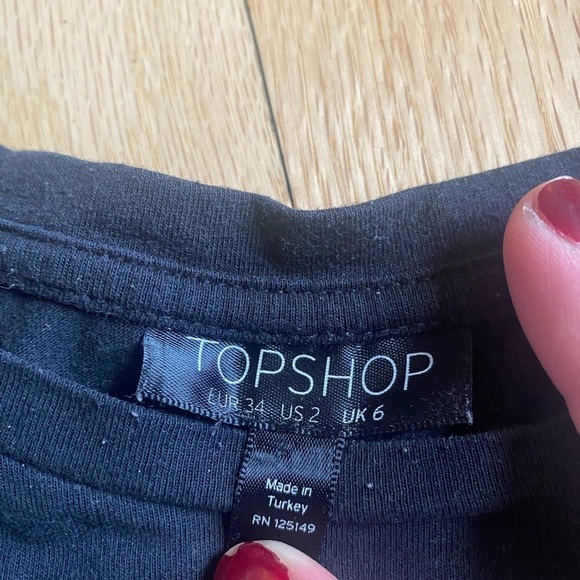 TOPSHOP
EUR 34 US 2 UK 6
Made in
Turkey
RN 125149